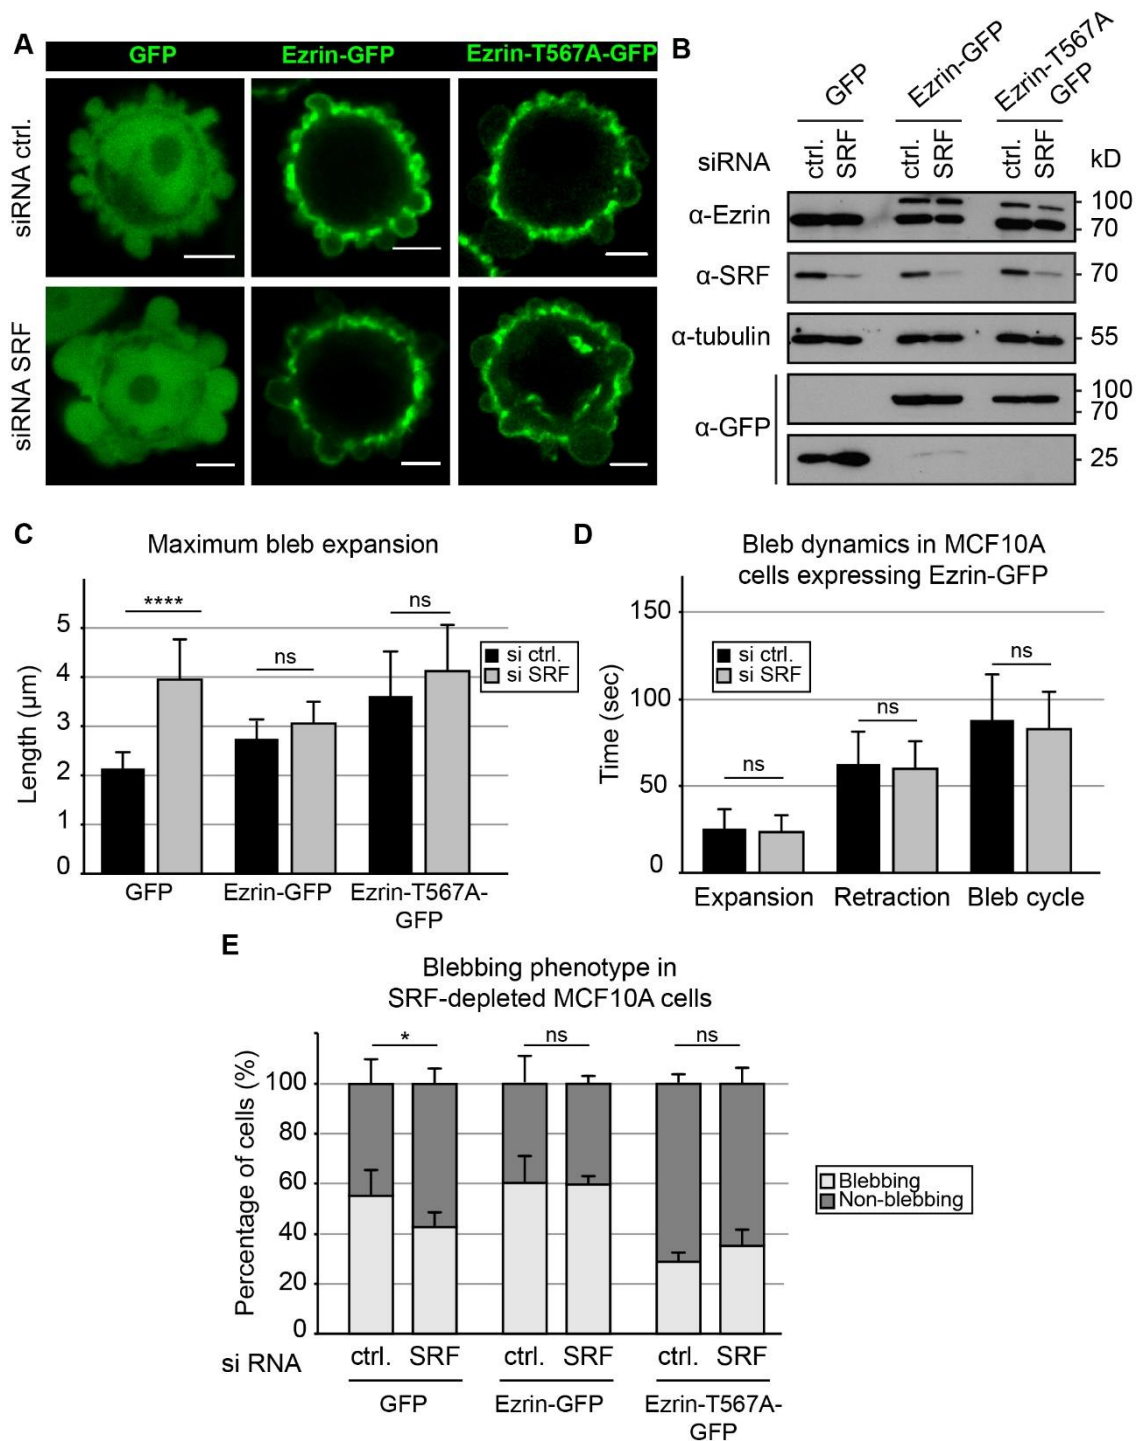 A
GFP
Ezrin-GFP
Ezrin-T567A-GFP
siRNA ctrl.
siRNA SRF
B
GFP
Ezrin-GFP
Ezrin-T567A
GFP
siRNA
ctrl.
SRF
ctrl.
SRF
ctrl.
SRF
kD
α-Ezrin
100
70
α-SRF
70
α-tubulin
55
α-GFP
100
70
25
C
Maximum bleb expansion
****
ns
ns
si ctrl.
si SRF
Length (µm)
5
4
3
2
1
0
GFP
Ezrin-GFP
Ezrin-T567A-
GFP
D
Bleb dynamics in MCF10A
cells expressing Ezrin-GFP
si ctrl.
si SRF
ns
ns
ns
Time (sec)
150
100
50
0
Expansion
Retraction
Bleb cycle
E
Blebbing phenotype in
SRF-depleted MCF10A cells
*
ns
ns
Percentage of cells (%)
100
80
60
40
20
0
Blebbing
Non-blebbing
si RNA
ctrl.
SRF
ctrl.
SRF
ctrl.
SRF
GFP
Ezrin-GFP
Ezrin-T567A-
GFP